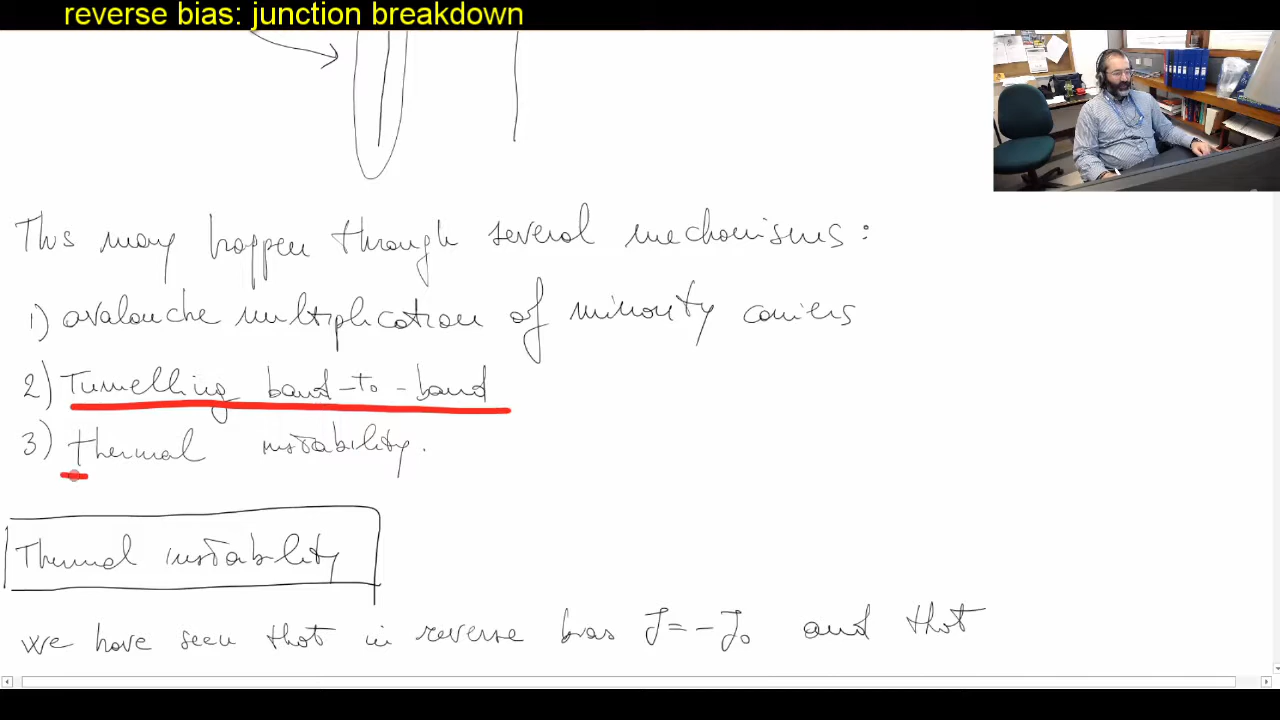 reverse bias: junction breakdown
This may happen through several mechanisms:
1) avalanche multiplication of minority carriers
2) Tunnelling band-to-band
3) thermal instability.
Thermal instability
we have seen that in reverse bias J = - J₀ and that